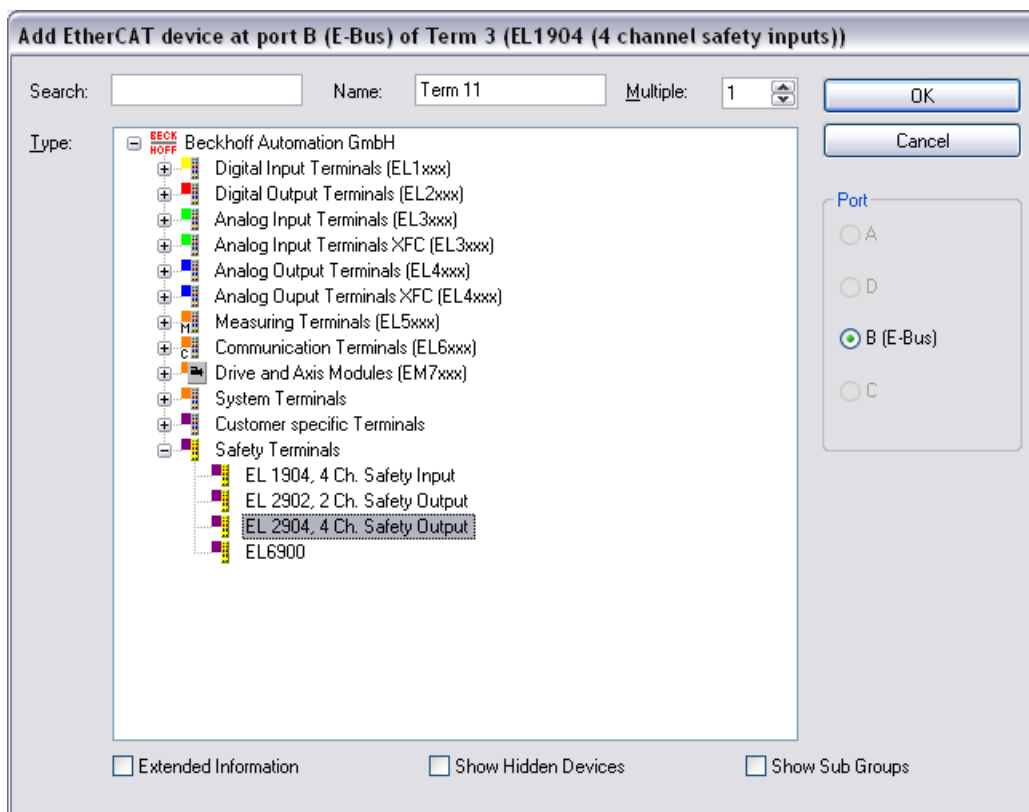 Add EtherCAT device at port B (E-Bus) of Term 3 (EL1904 (4 channel safety inputs))
Search: Name: Term 11 Multiple: 1 OK
Type: Cancel
BECK
HOFF Beckhoff Automation GmbH
Digital Input Terminals (EL1xxx)
Digital Output Terminals (EL2xxx)
Analog Input Terminals (EL3xxx)
Analog Input Terminals XFC (EL3xxx)
Analog Output Terminals (EL4xxx)
Analog Ouput Terminals XFC (EL4xxx)
M Measuring Terminals (EL5xxx)
C Communication Terminals (EL6xxx)
Drive and Axis Modules (EM7xxx)
System Terminals
Customer specific Terminals
Safety Terminals
EL 1904, 4 Ch. Safety Input
EL 2902, 2 Ch. Safety Output
EL 2904, 4 Ch. Safety Output
EL6900
Port
A
D
B (E-Bus)
C
Extended Information Show Hidden Devices Show Sub Groups